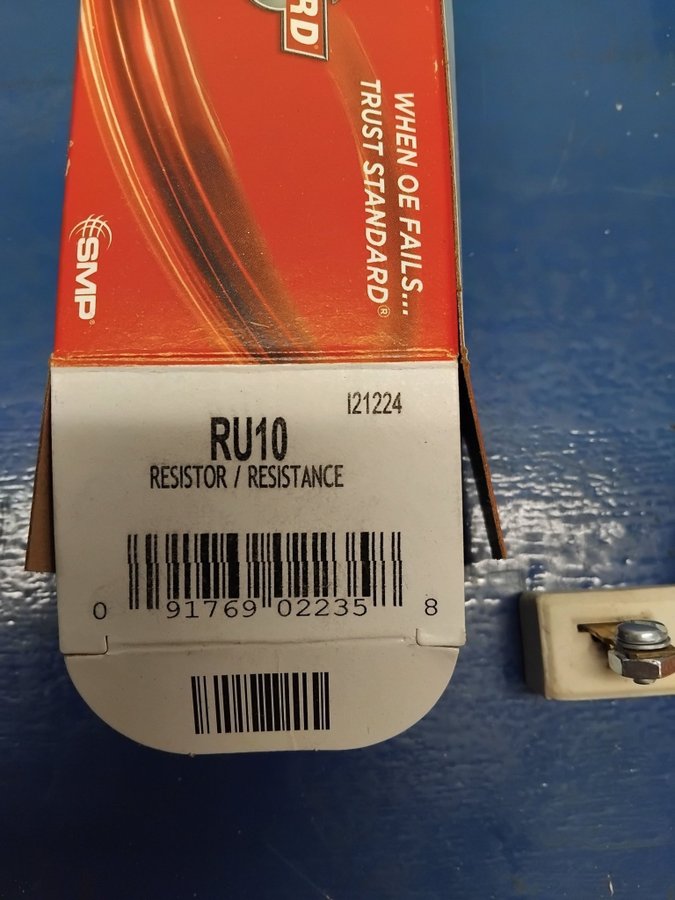 RD
WHEN OE FAILS...
TRUST STANDARD®
SMP®
I21224
RU10
RESISTOR / RESISTANCE
0 91769 02235 8